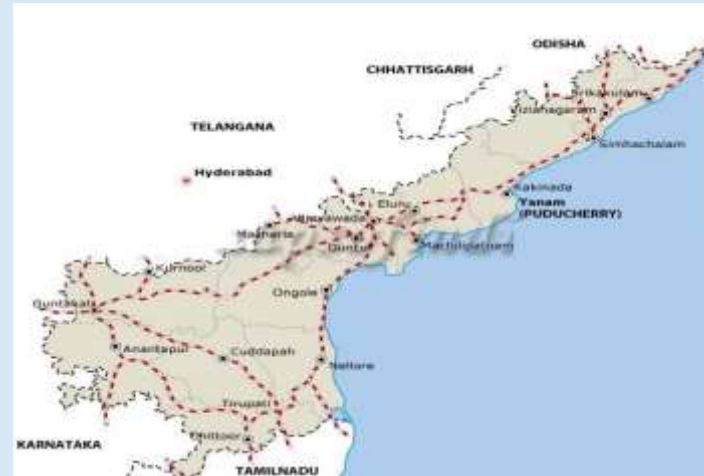 ODISHA
CHHATTISGARH
Srikakulam
Vizianagaram
TELANGANA
Simhachalam
Hyderabad
Kakinada
Eluru
Yanam
(PUDUCHERRY)
Vijayawada
Macherla
Guntur
Machilipatnam
Kurnool
Ongole
Guntakal
Anantapur
Cuddapah
Nellore
Tirupati
Chittoor
KARNATAKA
TAMILNADU